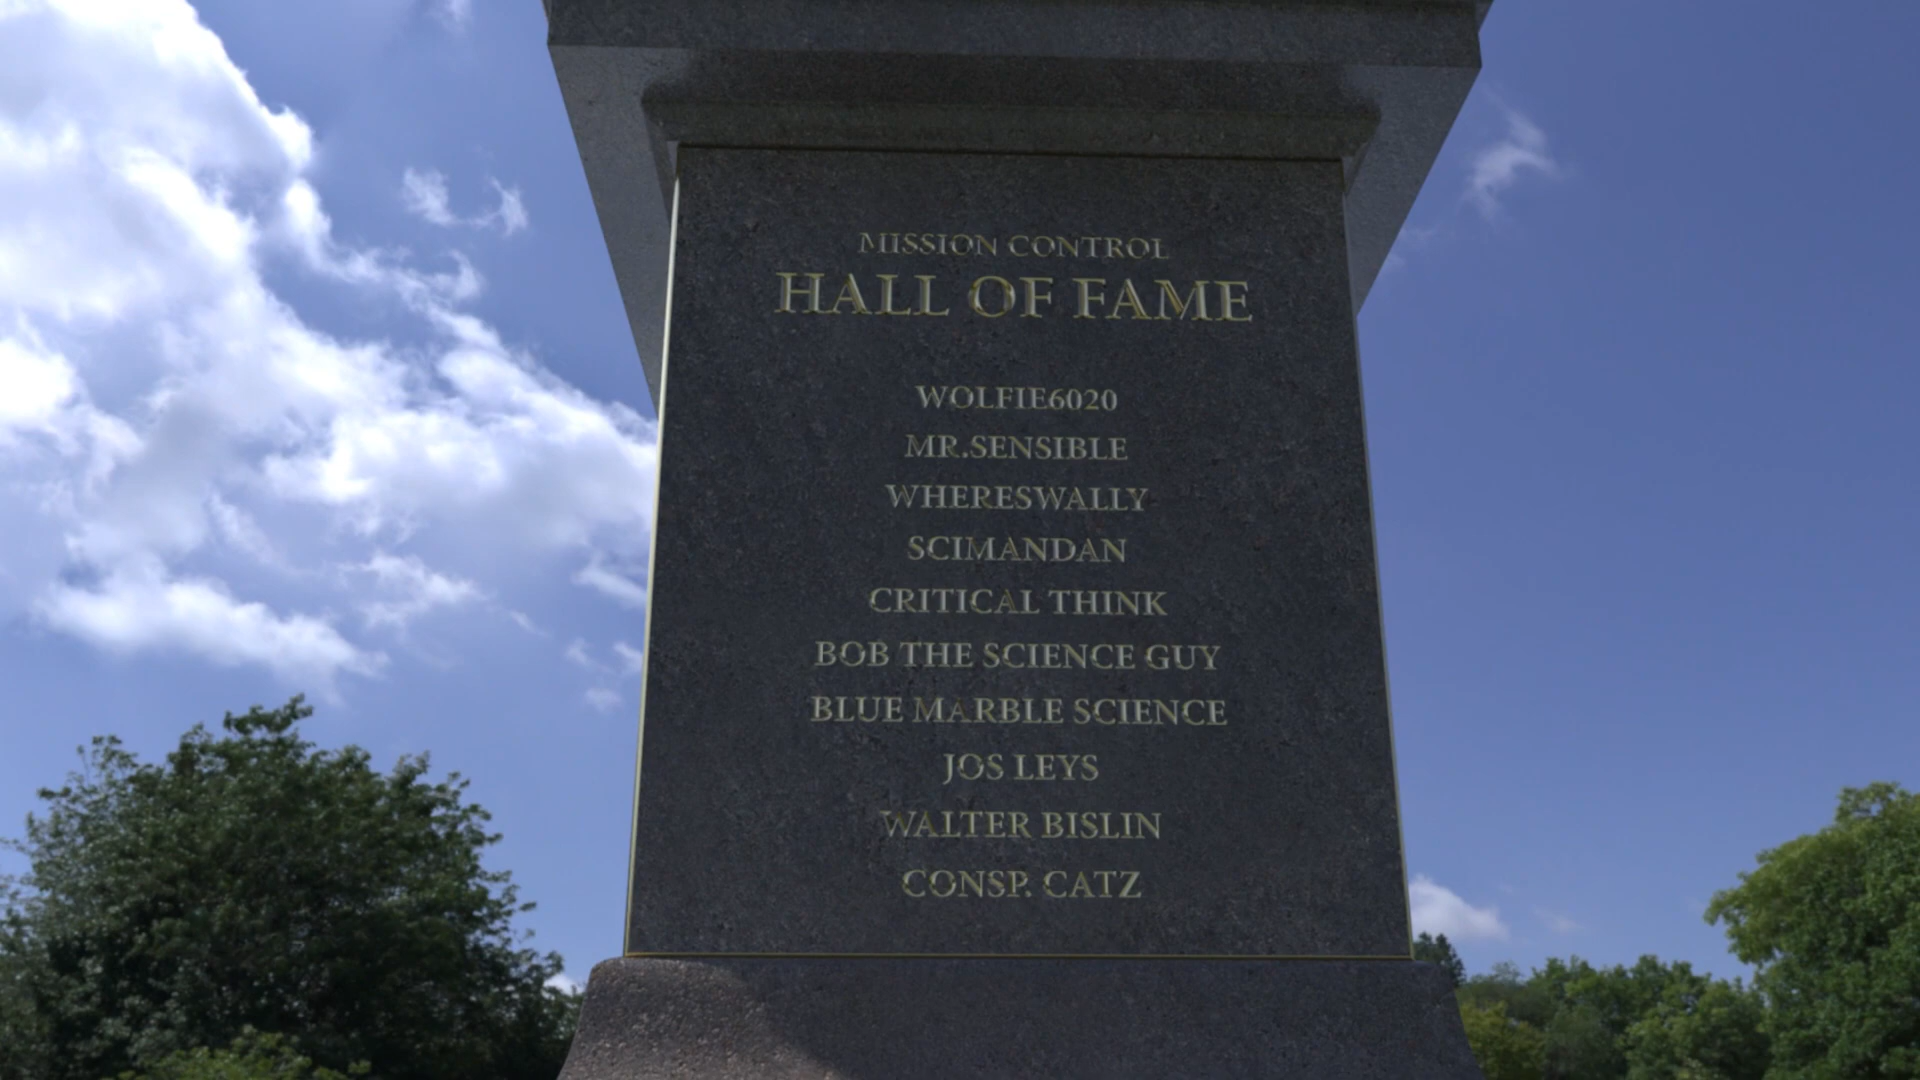 MISSION CONTROL
HALL OF FAME
WOLFIE6020
MR.SENSIBLE
WHERESWALLY
SCIMANDAN
CRITICAL THINK
BOB THE SCIENCE GUY
BLUE MARBLE SCIENCE
JOS LEYS
WALTER BISLIN
CONSP. CATZ